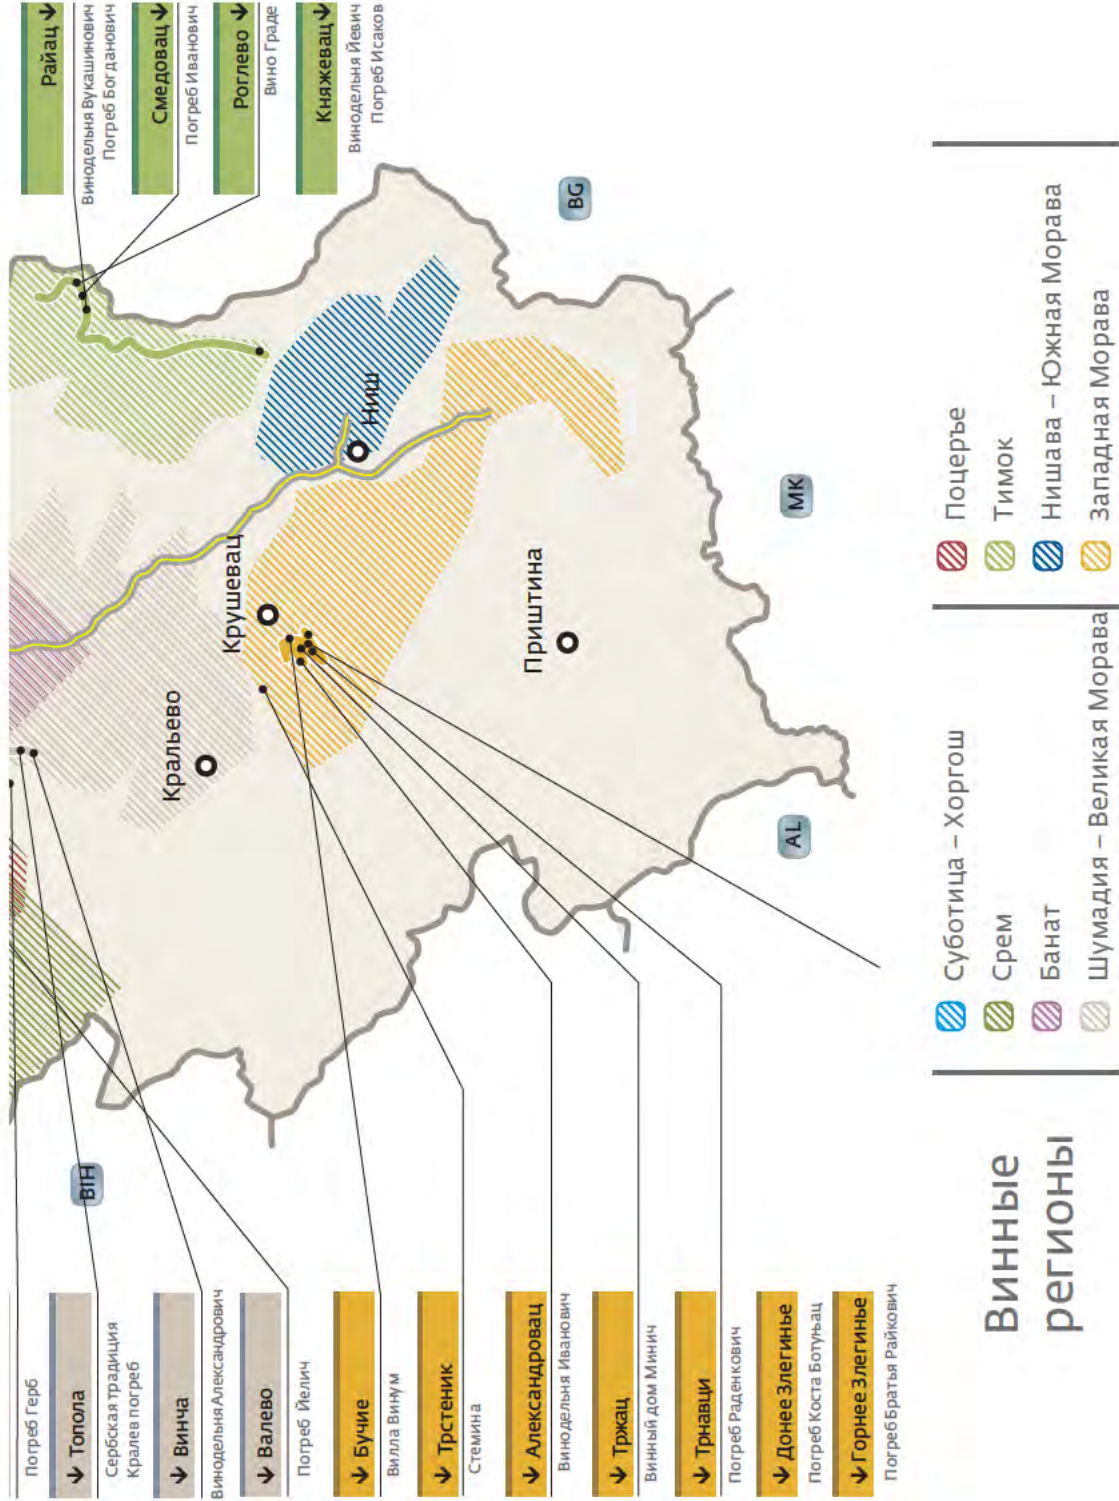 Погреб Герб
Топола
Сербская традиция
Кралев погреб
Винча
Винодельня Александрович
Валево
Погреб Йелич
Бучие
Вилла Винум
Трстеник
Стемина
Александровац
Винодельня Иванович
Тржац
Винный дом Минич
Трнавци
Погреб Раденкович
Донее Злегинье
Погреб Коста Ботуньац
Горнее Злегинье
Погреб Братья Райкович
BIH
Кральево
Крушевац
Ниш
Приштина
AL
MK
BG
Райац
Винодельня Вукашинович
Погреб Богданович
Смедовац
Погреб Иванович
Роглево
Вино Граде
Княжевац
Винодельня Йевич
Погреб Исаков
Винные
регионы
Суботица – Хоргош
Срем
Банат
Шумадия – Великая Морава
Поцеръе
Тимок
Нишава – Южная Морава
Западная Морава